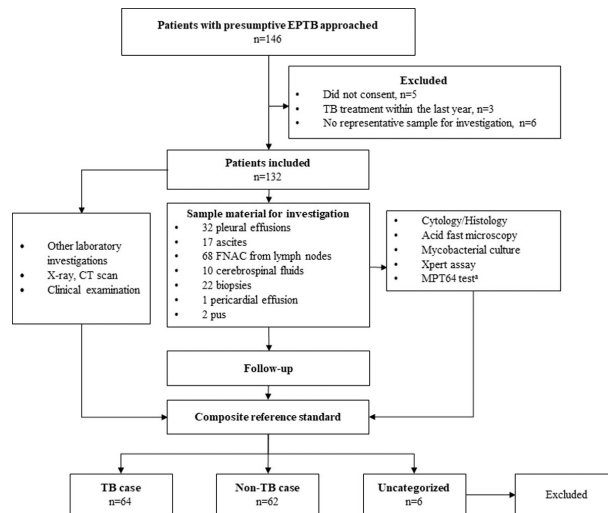 Patients with presumptive EPTB approached
n=146
Excluded
• Did not consent, n=5
• TB treatment within the last year, n=3
• No representative sample for investigation, n=6
Patients included
n=132
• Other laboratory
investigations
• X-ray, CT scan
• Clinical examination
Sample material for investigation
32 pleural effusions
17 ascites
68 FNAC from lymph nodes
10 cerebrospinal fluids
22 biopsies
1 pericardial effusion
2 pus
• Cytology/Histology
• Acid fast microscopy
• Mycobacterial culture
• Xpert assay
• MPT64 testᵃ
Follow-up
Composite reference standard
TB case
n=64
Non-TB case
n=62
Uncategorized
n=6
Excluded